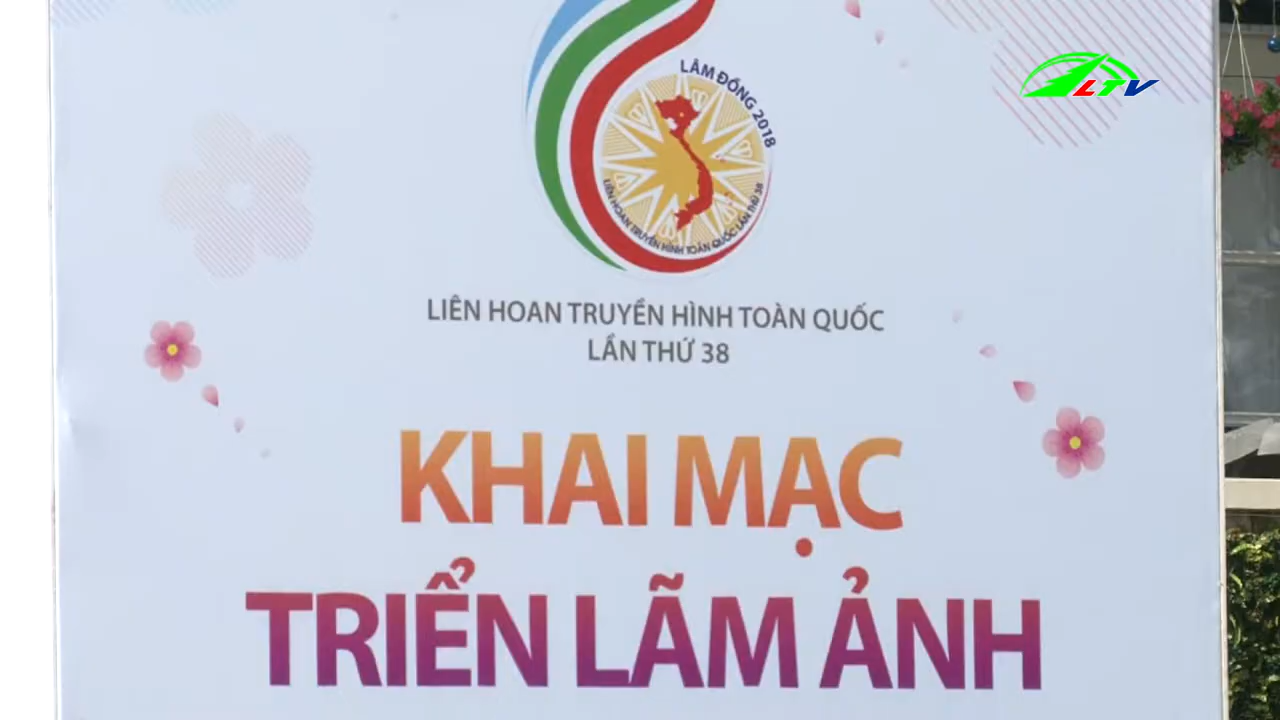 LTV
LÂM ĐỒNG 2018
LIÊN HOAN TRUYỀN HÌNH TOÀN QUỐC LẦN THỨ 38
LIÊN HOAN TRUYỀN HÌNH TOÀN QUỐC
LẦN THỨ 38
KHAI MẠC
TRIỂN LÃM ẢNH